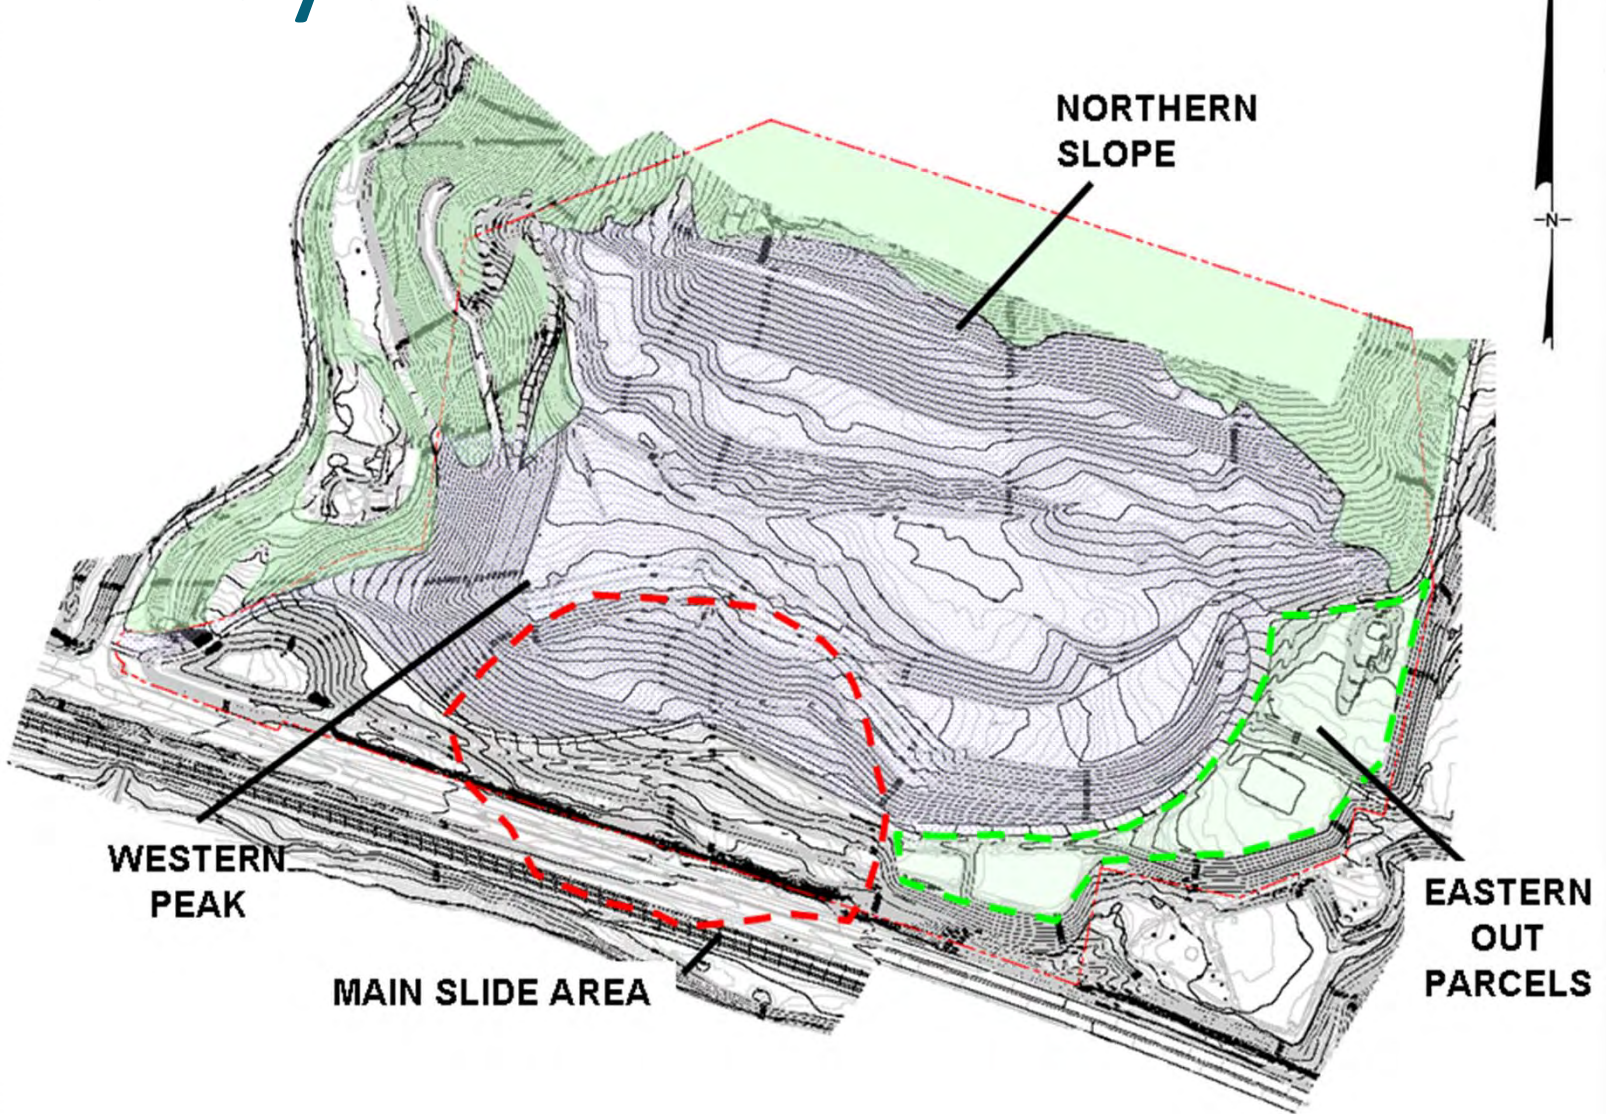 NORTHERN
SLOPE
-N-
WESTERN
PEAK
MAIN SLIDE AREA
EASTERN
OUT
PARCELS